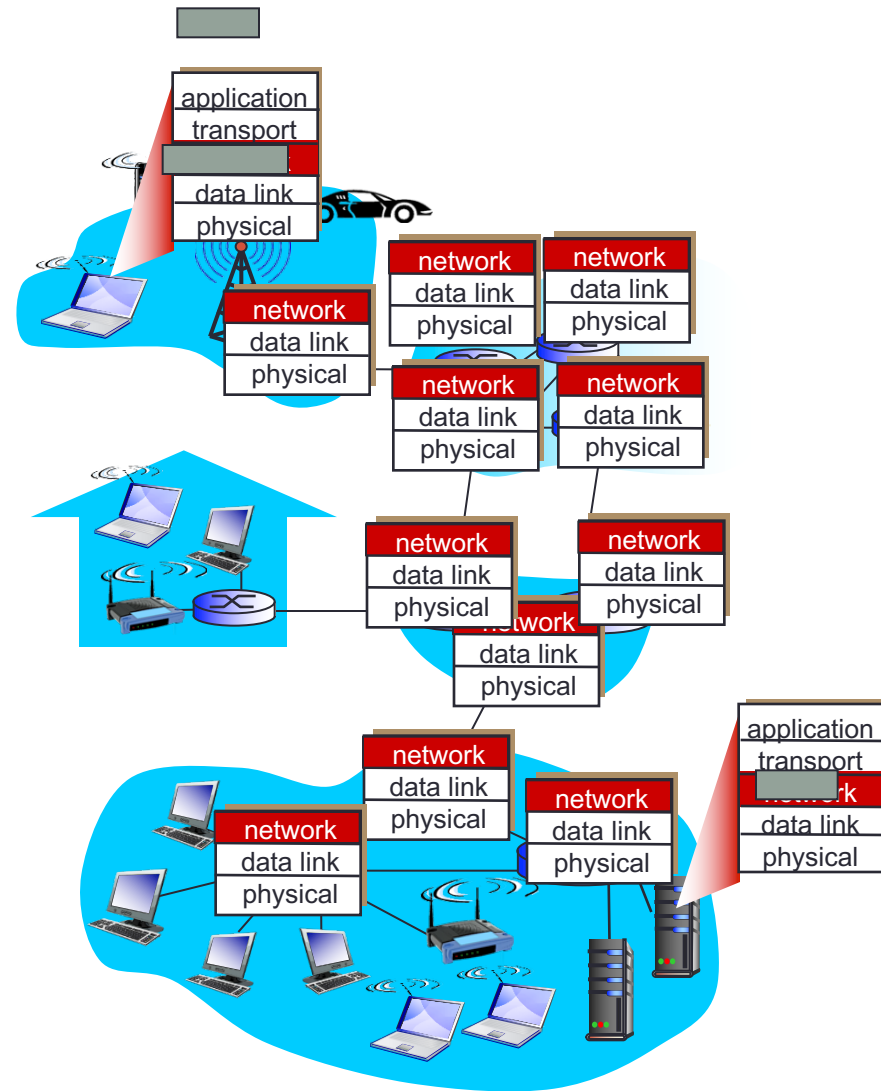 application
transport
data link
physical
network
data link
physical
network
data link
physical
network
data link
physical
network
data link
physical
network
data link
physical
network
data link
physical
network
data link
physical
network
data link
physical
application
transport
network
data link
physical
network
data link
physical
network
data link
physical
network
data link
physical